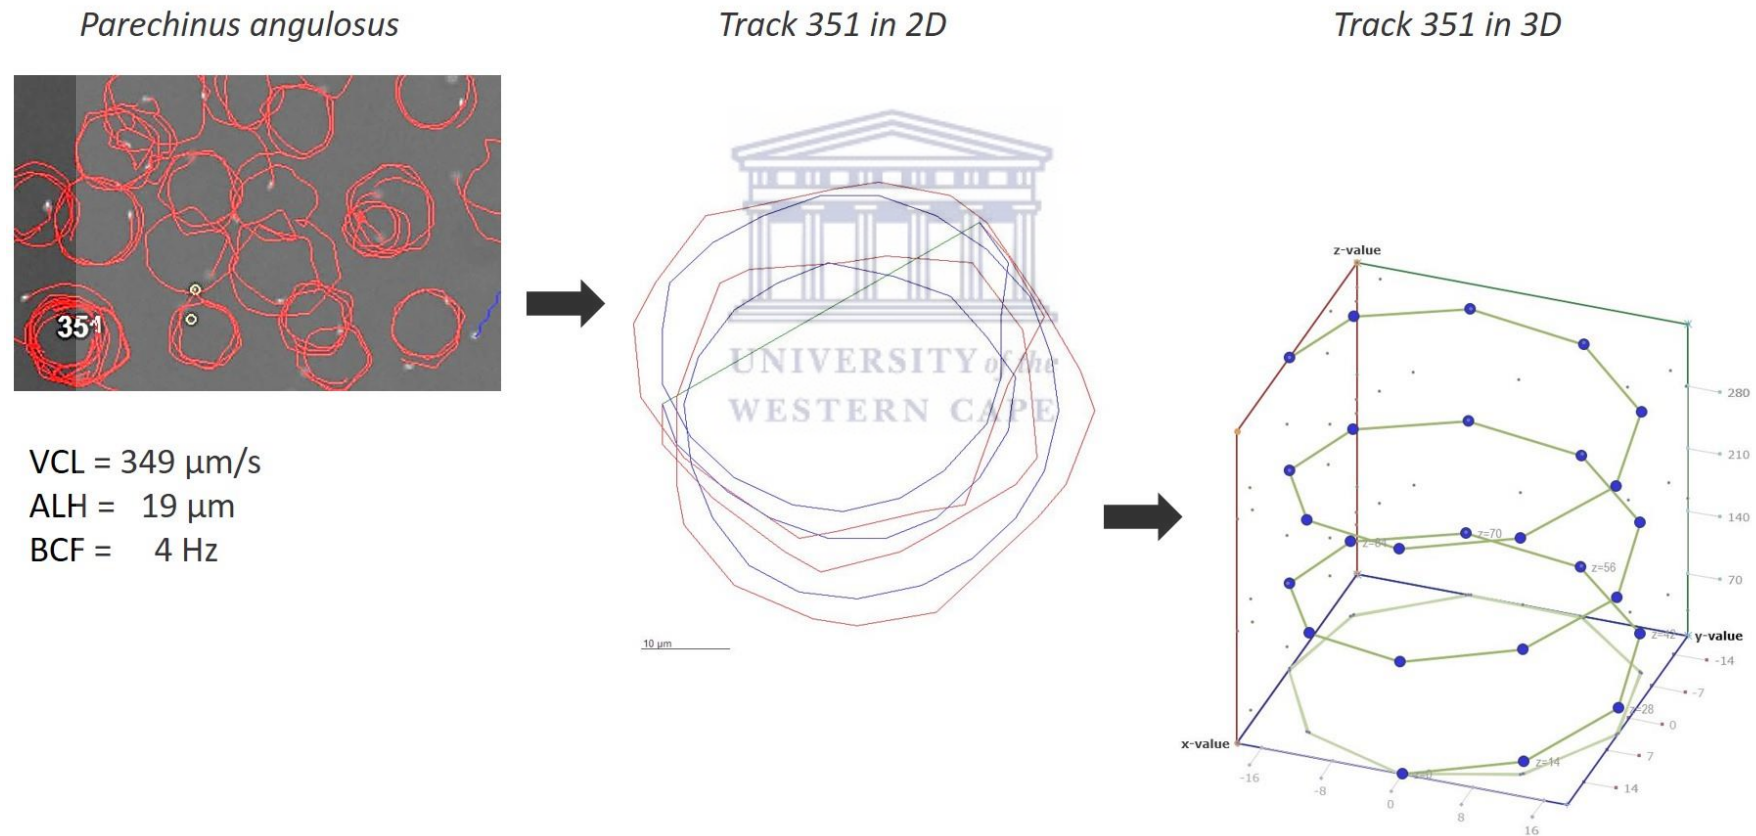 Parechinus angulosus
Track 351 in 2D
Track 351 in 3D
351
VCL = 349 µm/s
ALH = 19 µm
BCF = 4 Hz
UNIVERSITY of the
WESTERN CAPE
10 µm
z-value
280
210
140
70
y-value
-14
-7
0
7
14
x-value
-16
-8
0
8
16
z=84
z=70
z=56
z=42
z=28
z=14
z=0